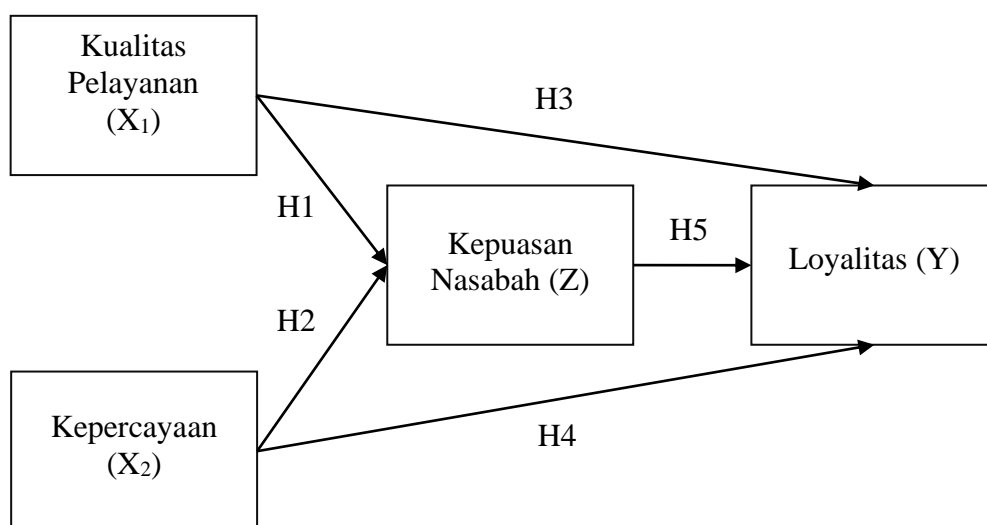 Kualitas
Pelayanan
(X₁)
H3
H1
Kepuasan
Nasabah (Z)
H5
Loyalitas (Y)
H2
Kepercayaan
(X₂)
H4